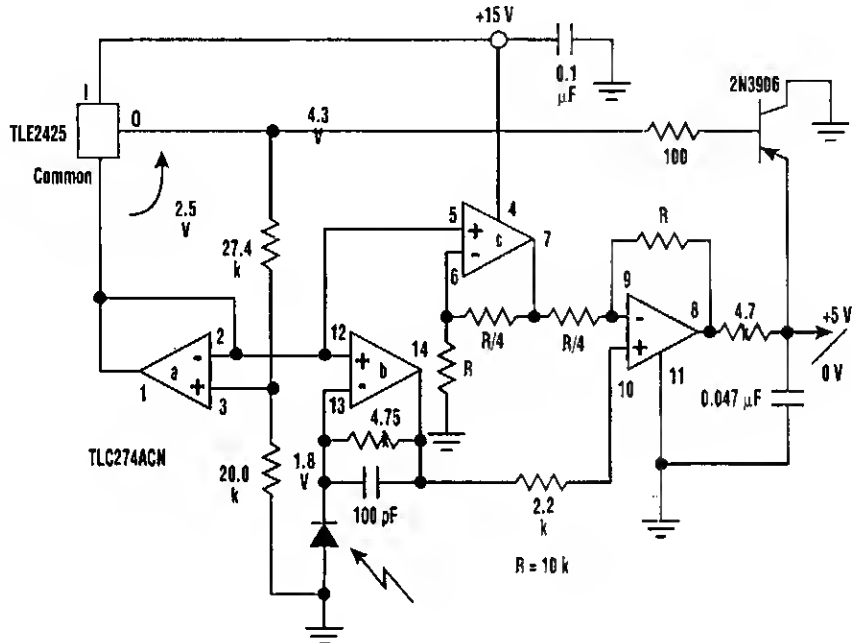 +15 V
I
0.1
µF
2N3906
TLE2425
O
4.3
V
100
Common
2.5
V
27.4
k
5
4
+
c
7
-
6
R
9
2
-
12
+
14
R/4
R/4
-
8
4.7
+5 V
1
a
+
3
b
-
13
R
+
10
11
0 V
4.75
k
0.047 µF
TLC274ACN
20.0
k
1.8
V
100 pF
2.2
k
R = 10 k